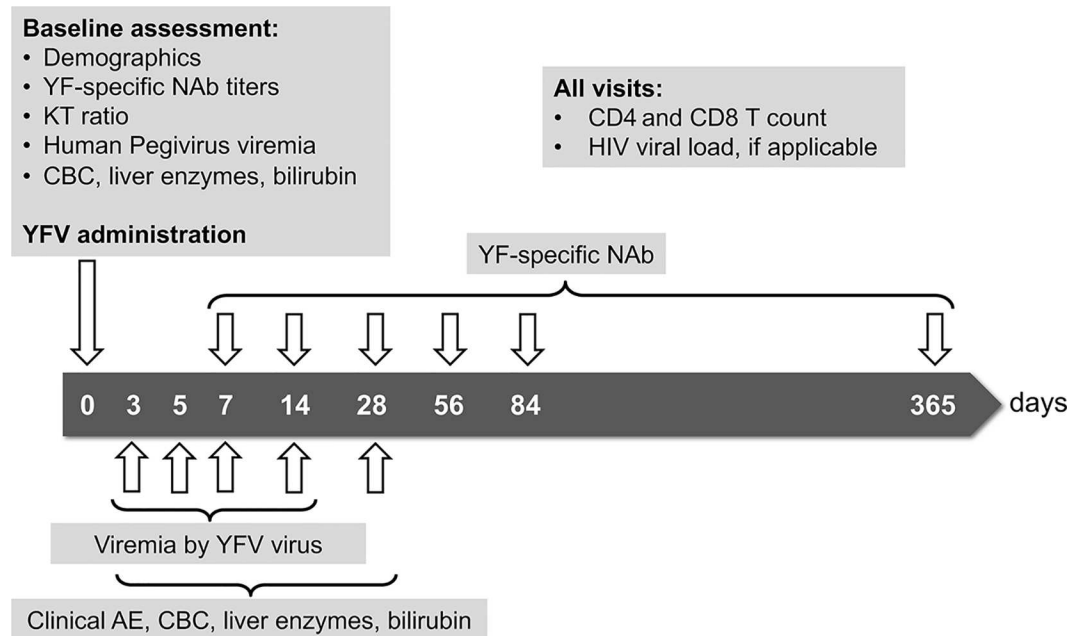 Baseline assessment:
• Demographics
• YF-specific NAb titers
• KT ratio
• Human Pegivirus viremia
• CBC, liver enzymes, bilirubin
YFV administration
All visits:
• CD4 and CD8 T count
• HIV viral load, if applicable
YF-specific NAb
0 3 5 7 14 28 56 84 365 days
Viremia by YFV virus
Clinical AE, CBC, liver enzymes, bilirubin